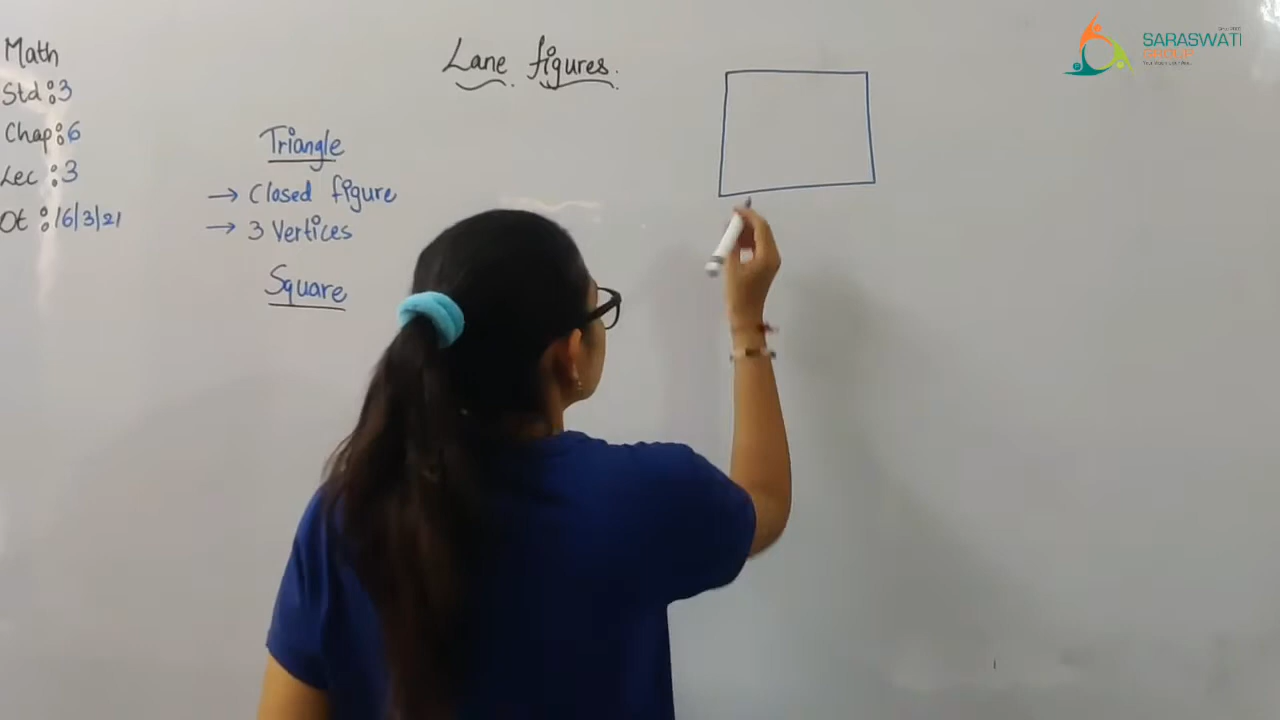 Math
Std : 3
Chap : 6
Lec : 3
Dt : 16/3/21
Lane figures.
Triangle
→ Closed figure
→ 3 Vertices
Square
SARASWATI
GROUP